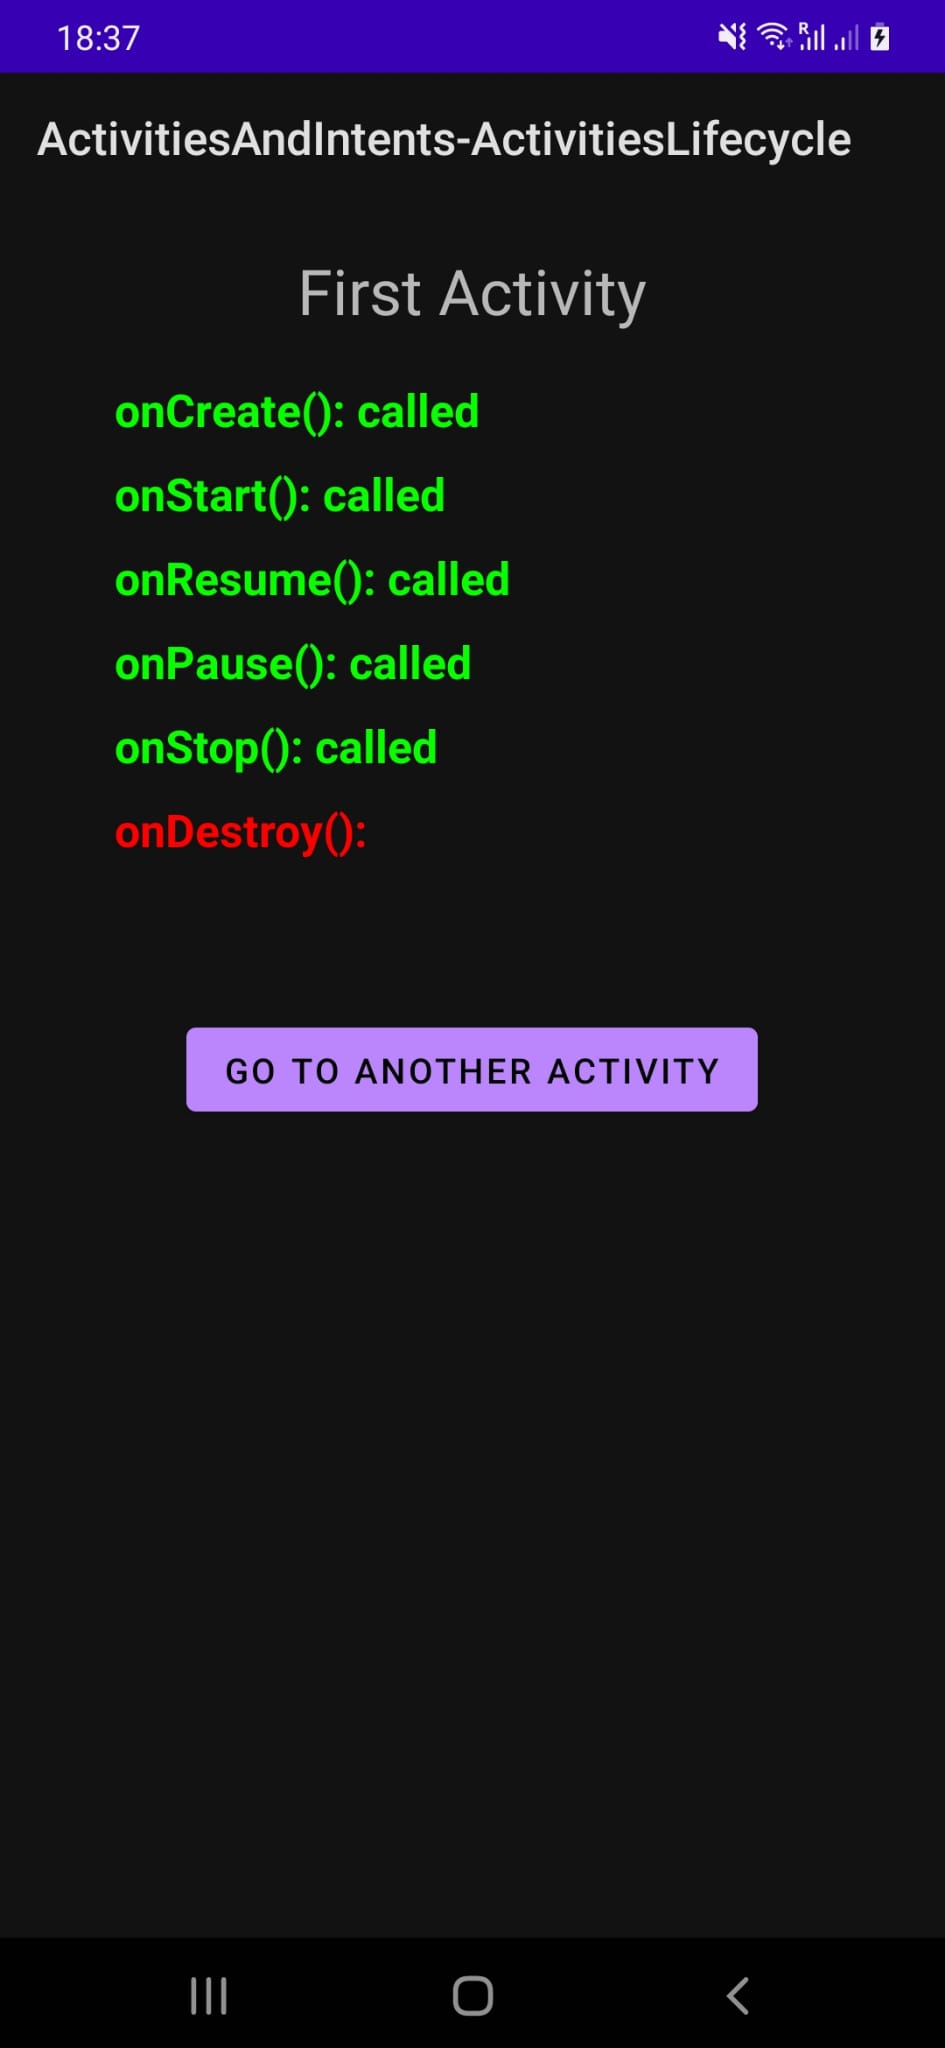 18:37
R
ActivitiesAndIntents-ActivitiesLifecycle
First Activity
onCreate(): called
onStart(): called
onResume(): called
onPause(): called
onStop(): called
onDestroy():
GO TO ANOTHER ACTIVITY